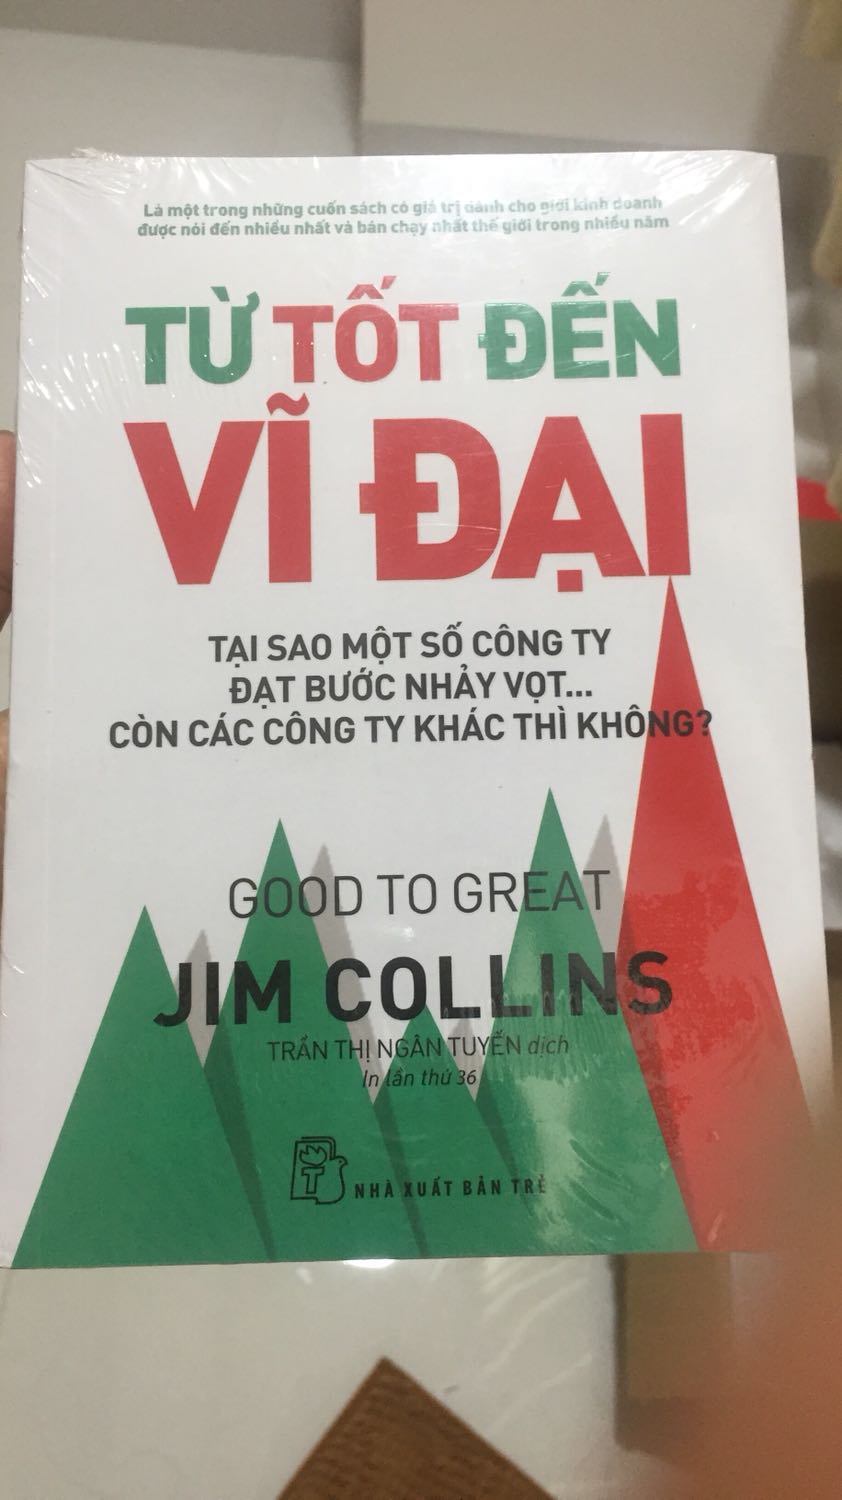 Là một trong những cuốn sách có giá trị dành cho giới kinh doanh
được nói đến nhiều nhất và bán chạy nhất thế giới trong nhiều năm
TỪ TỐT ĐẾN
VĨ ĐẠI
TẠI SAO MỘT SỐ CÔNG TY
ĐẠT BƯỚC NHẢY VỌT...
CÒN CÁC CÔNG TY KHÁC THÌ KHÔNG?
GOOD TO GREAT
JIM COLLINS
TRẦN THỊ NGÂN TUYẾN dịch
In lần thứ 36
T
NHÀ XUẤT BẢN TRẺ